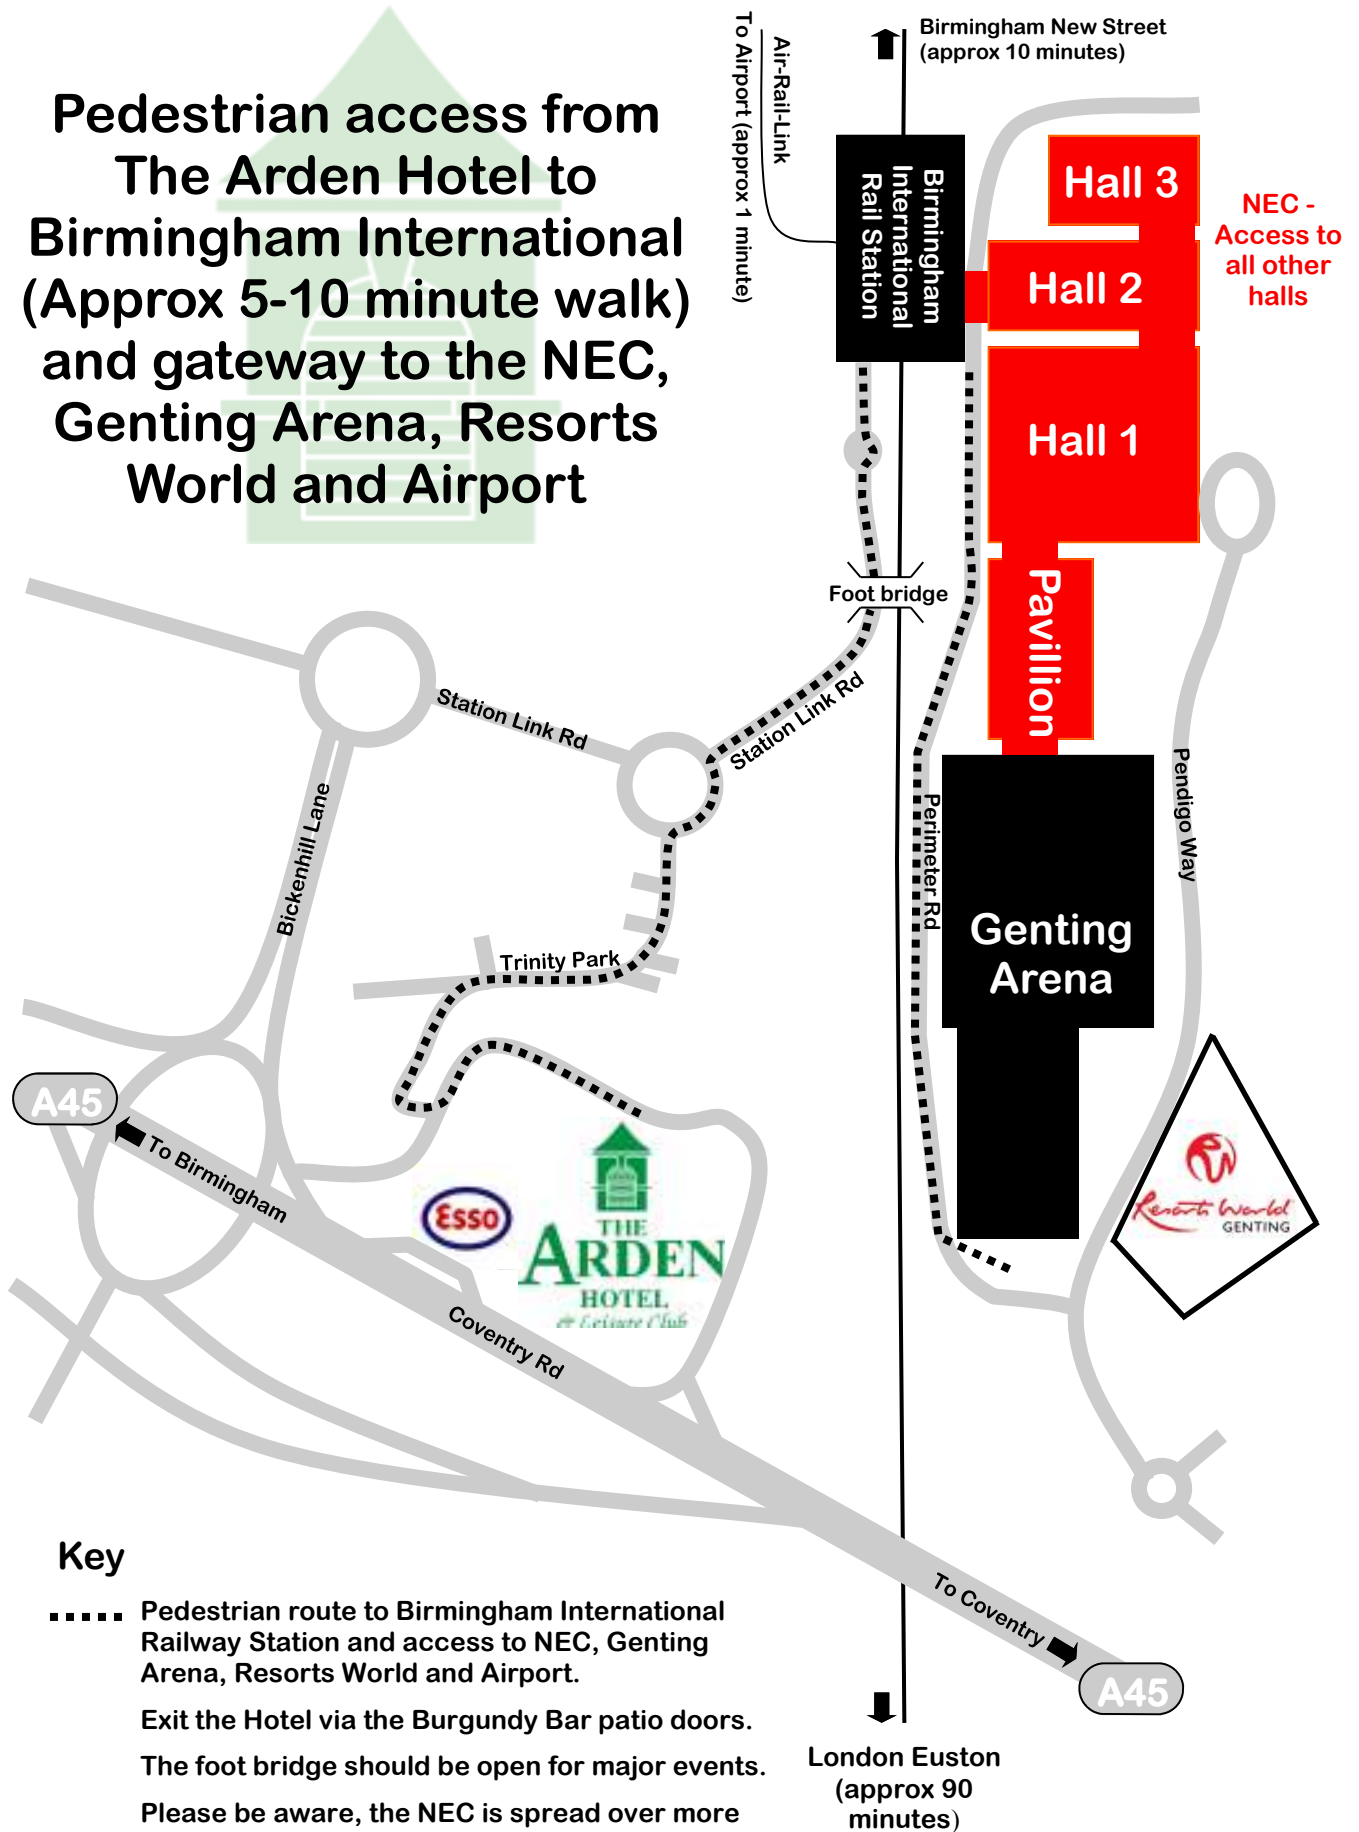 Pedestrian access from
The Arden Hotel to
Birmingham International
(Approx 5-10 minute walk)
and gateway to the NEC,
Genting Arena, Resorts
World and Airport
To Airport (approx 1 minute)
Air-Rail-Link
Birmingham New Street
(approx 10 minutes)
Birmingham
International
Rail Station
Hall 3
NEC -
Access to
all other
halls
Hall 2
Hall 1
Foot bridge
Pavillion
Station Link Rd
Station Link Rd
Bickenhill Lane
Perimeter Rd
Pendigo Way
Trinity Park
Genting
Arena
A45
To Birmingham
Esso
THE
ARDEN
HOTEL
& Leisure Club
Resorts World
GENTING
Coventry Rd
To Coventry
A45
Key
Pedestrian route to Birmingham International
Railway Station and access to NEC, Genting
Arena, Resorts World and Airport.
Exit the Hotel via the Burgundy Bar patio doors.
The foot bridge should be open for major events.
Please be aware, the NEC is spread over more
London Euston
(approx 90
minutes)